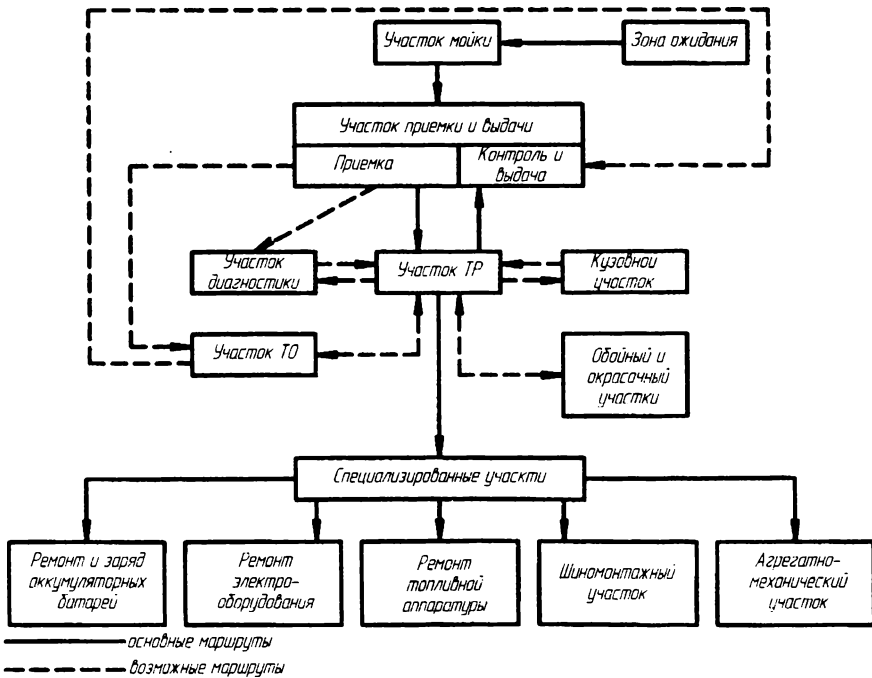 Участок мойки
Зона ожидания
Участок приемки и выдачи
Приемка
Контроль и
выдача
Участок
диагностики
Участок ТР
Кузовной
участок
Участок ТО
Обойный и
окрасочный
участки
Специализированные учаскти
Ремонт и заряд
аккумуляторных
батарей
Ремонт
электро-
оборудования
Ремонт
топливной
аппаратуры
Шиномонтажный
участок
Агрегатно-
механический
участок
основные маршруты
возмижные маршруты